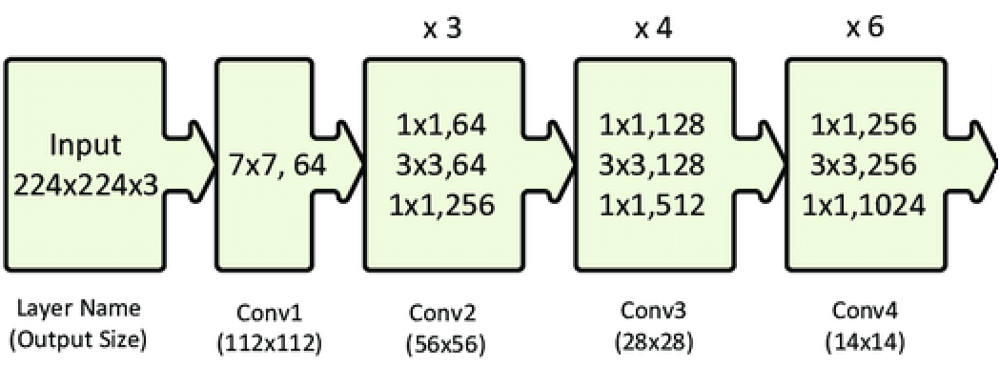 x 3
x 4
x 6
Input
224x224x3
7x7, 64
1x1,64
3x3,64
1x1,256
1x1,128
3x3,128
1x1,512
1x1,256
3x3,256
1x1,1024
Layer Name
(Output Size)
Conv1
(112x112)
Conv2
(56x56)
Conv3
(28x28)
Conv4
(14x14)